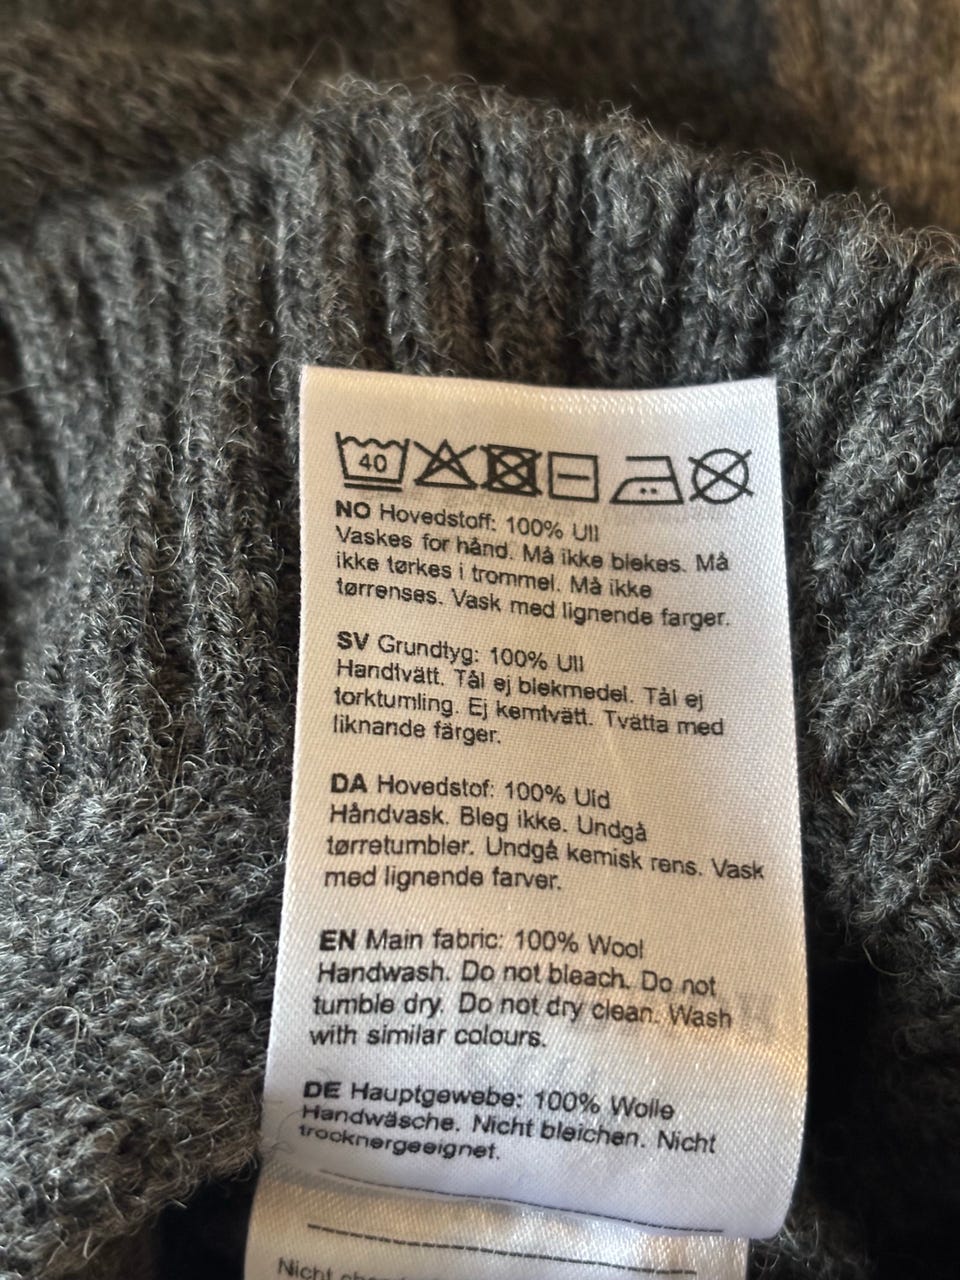 40
NO Hovedstoff: 100% Ull
Vaskes for hånd. Må ikke blekes. Må
ikke tørkes i trommel. Må ikke
tørrenses. Vask med lignende farger.
SV Grundtyg: 100% Ull
Handtvätt. Tål ej blekmedel. Tål ej
torktumling. Ej kemtvätt. Tvätta med
liknande färger.
DA Hovedstof: 100% Uld
Håndvask. Bleg ikke. Undgå
tørretumbler. Undgå kemisk rens. Vask
med lignende farver.
EN Main fabric: 100% Wool
Handwash. Do not bleach. Do not
tumble dry. Do not dry clean. Wash
with similar colours.
DE Hauptgewebe: 100% Wolle
Handwäsche. Nicht bleichen. Nicht
trocknergeeignet.
Nicht